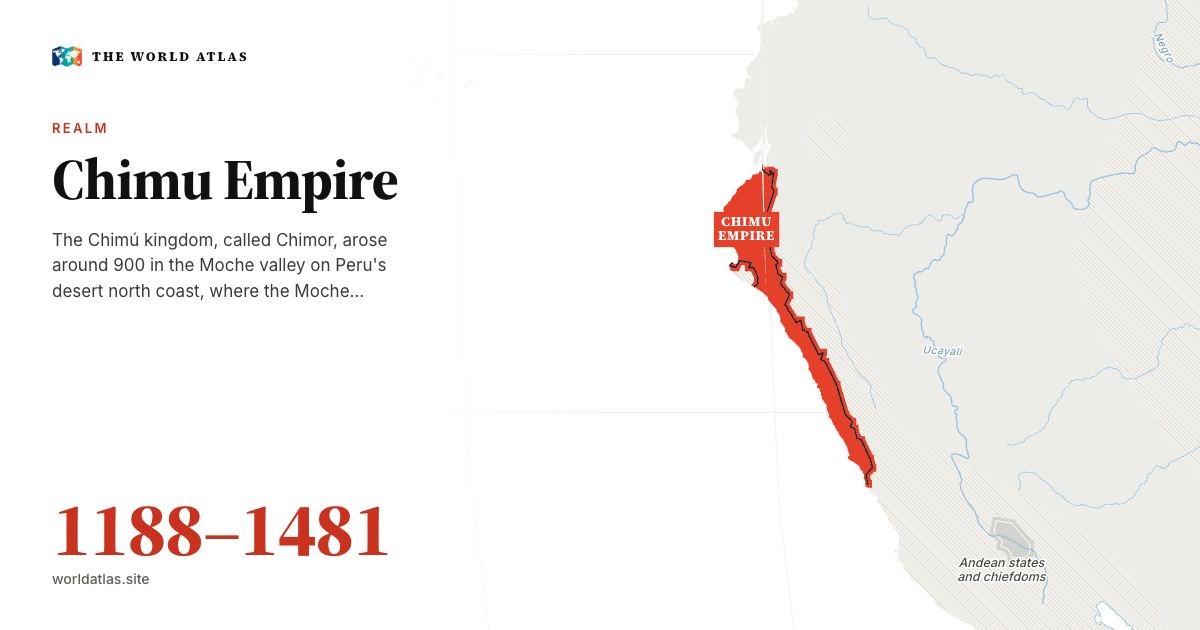 THE WORLD ATLAS
REALM
Chimu Empire
The Chimú kingdom, called Chimor, arose
around 900 in the Moche valley on Peru's
desert north coast, where the Moche...
1188–1481
worldatlas.site
Negro
CHIMU
EMPIRE
Ucayali
Andean states
and chiefdoms